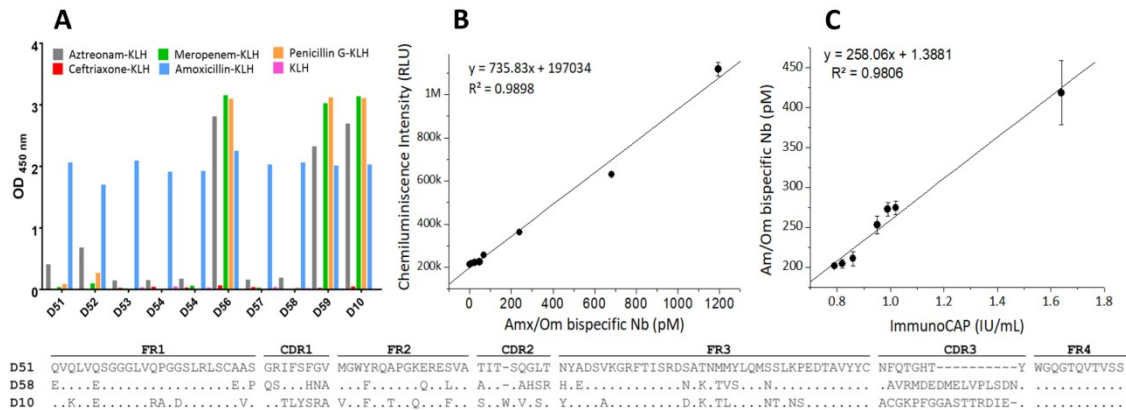 A
Aztreonam-KLH
Meropenem-KLH
Penicillin G-KLH
Ceftriaxone-KLH
Amoxicillin-KLH
KLH
OD 450 nm
4
3
2
1
0
D51
D52
D53
D54
D54
D56
D57
D58
D59
D10
B
y = 735.83x + 197034
R² = 0.9898
Chemiluminiscence Intensity (RLU)
1M
800k
600k
400k
200k
0
200
400
600
800
1000
1200
Amx/Om bispecific Nb (pM)
C
y = 258.06x + 1.3881
R² = 0.9806
Am/Om bispecific Nb (pM)
450
400
350
300
250
200
0.8
1.0
1.2
1.4
1.6
1.8
ImmunoCAP (IU/mL)
FR1 CDR1 FR2 CDR2 FR3 CDR3 FR4
D51 QVQLVQSGGGLVQPGGSLRLSCAAS GRIFSFGV MGWYRQAPGKERESVA TIT-SQGLT NYADSVKGRFTISRDSATNMMYLQMSSLKPEDTAVYYC NFQTGHT-----------Y WGQGTQVTVSS
D58 E....E.................E.P QS...HNA ...F......Q..L. ..-.AHSR H.E.............N.K.TVS..N............. AVRMDEDMELVPLSDN. ...........
D10 ..K..E......RA.D.......V. .TLYSRA V..F..T...Q...F S..W.V.S. ....A......D......N.K...TL....NT.NS......... ACGKPFGGASTTRDIE-. ..........